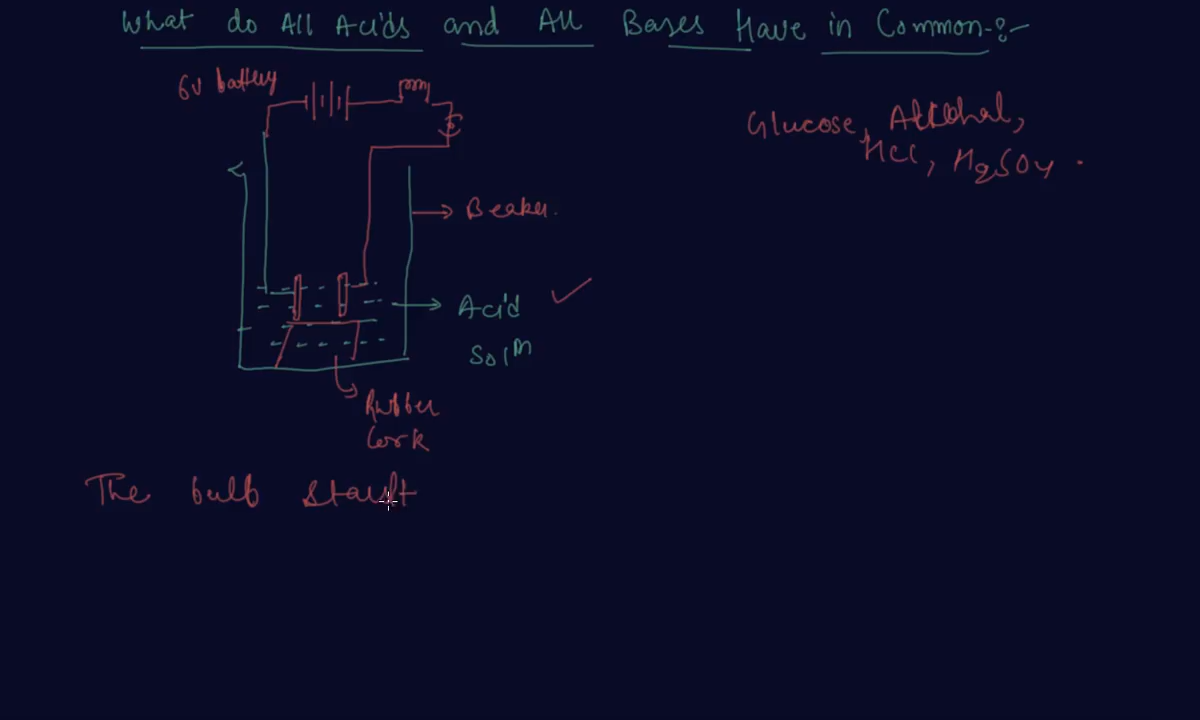 What do All Acids and All Bases Have in Common-:-
6v battery
Glucose, Alcohal,
HCl, H2SO4.
Beaker.
Acid
Soln
Rubber
Cork
The bulb start